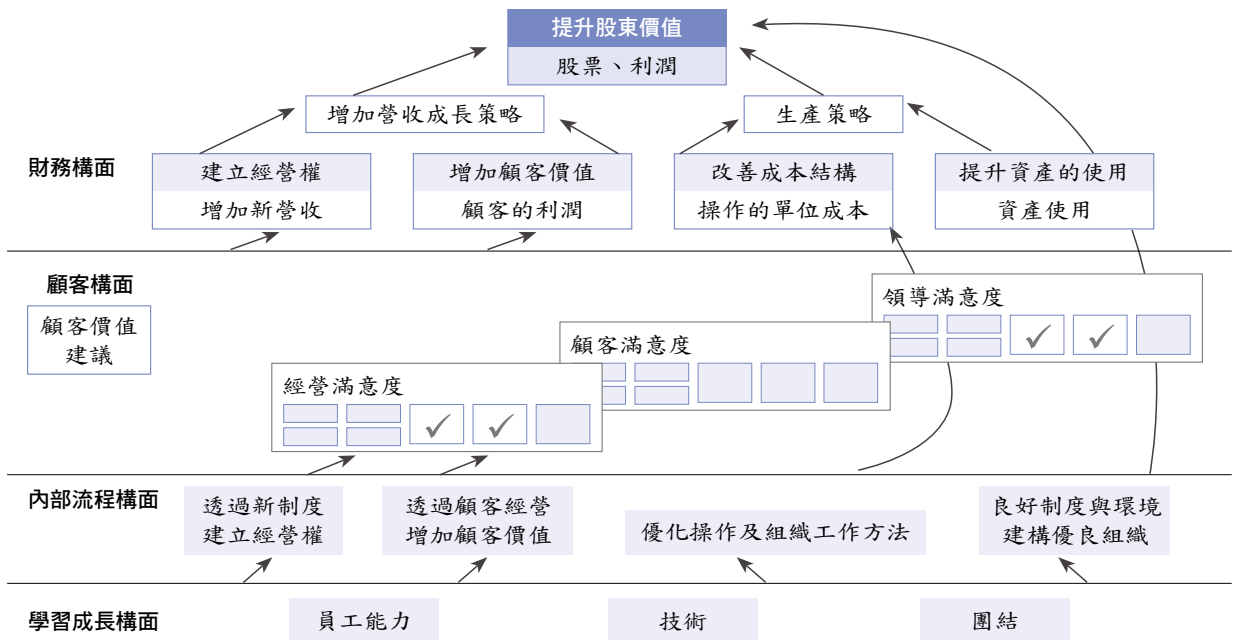 提升股東價值
股票、利潤
增加營收成長策略
生產策略
財務構面
建立經營權
增加新營收
增加顧客價值
顧客的利潤
改善成本結構
操作的單位成本
提升資產的使用
資產使用
顧客構面
顧客價值
建議
領導滿意度
顧客滿意度
經營滿意度
內部流程構面
透過新制度
建立經營權
透過顧客經營
增加顧客價值
優化操作及組織工作方法
良好制度與環境
建構優良組織
學習成長構面
員工能力
技術
團結